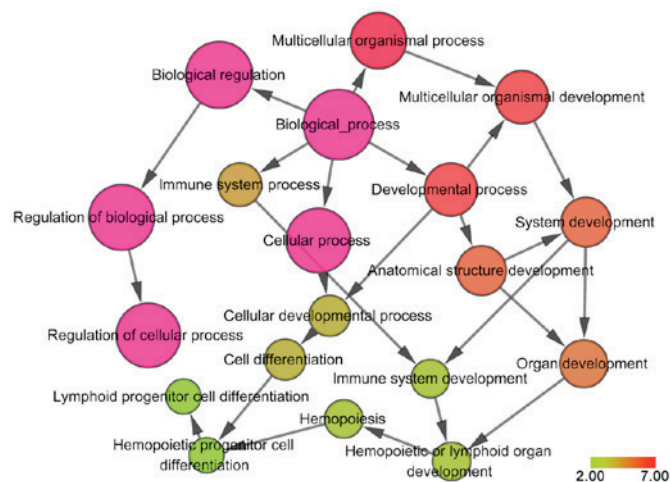 Multicellular organismal process
Biological regulation
Multicellular organismal development
Biological_process
Immune system process
Developmental process
Regulation of biological process
System development
Cellular process
Anatomical structure development
Cellular developmental process
Regulation of cellular process
Cell differentiation
Organ development
Immune system development
Lymphoid progenitor cell differentiation
Hemopoiesis
Hemopoietic progenitor cell
differentiation
Hemopoietic or lymphoid organ
development
2.00
7.00